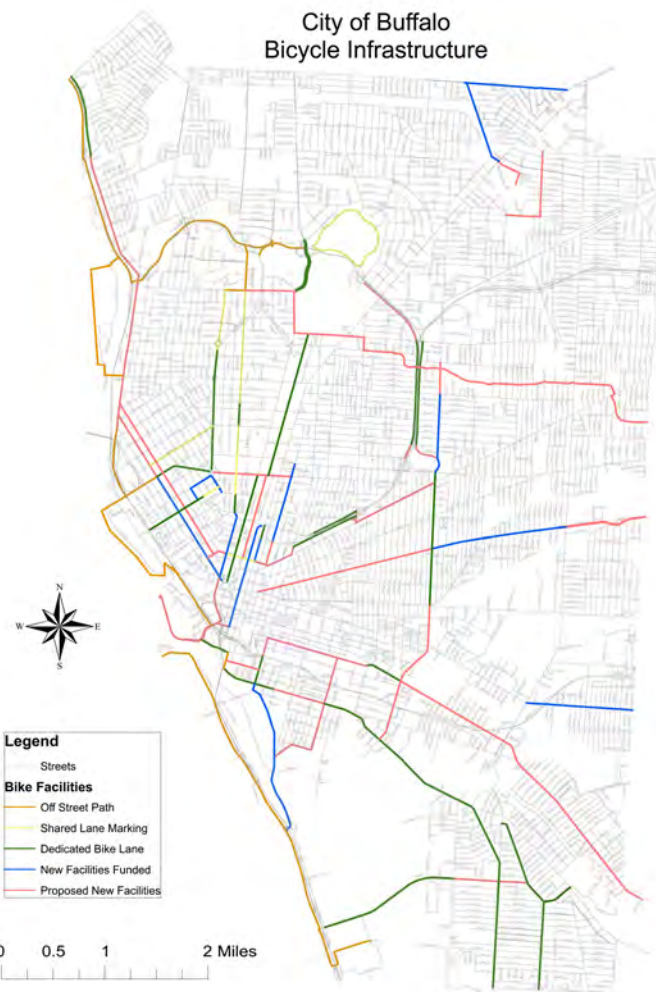 City of Buffalo
Bicycle Infrastructure
N
W E
S
Legend
Streets
Bike Facilities
Off Street Path
Shared Lane Marking
Dedicated Bike Lane
New Facilities Funded
Proposed New Facilities
0 0.5 1 2 Miles